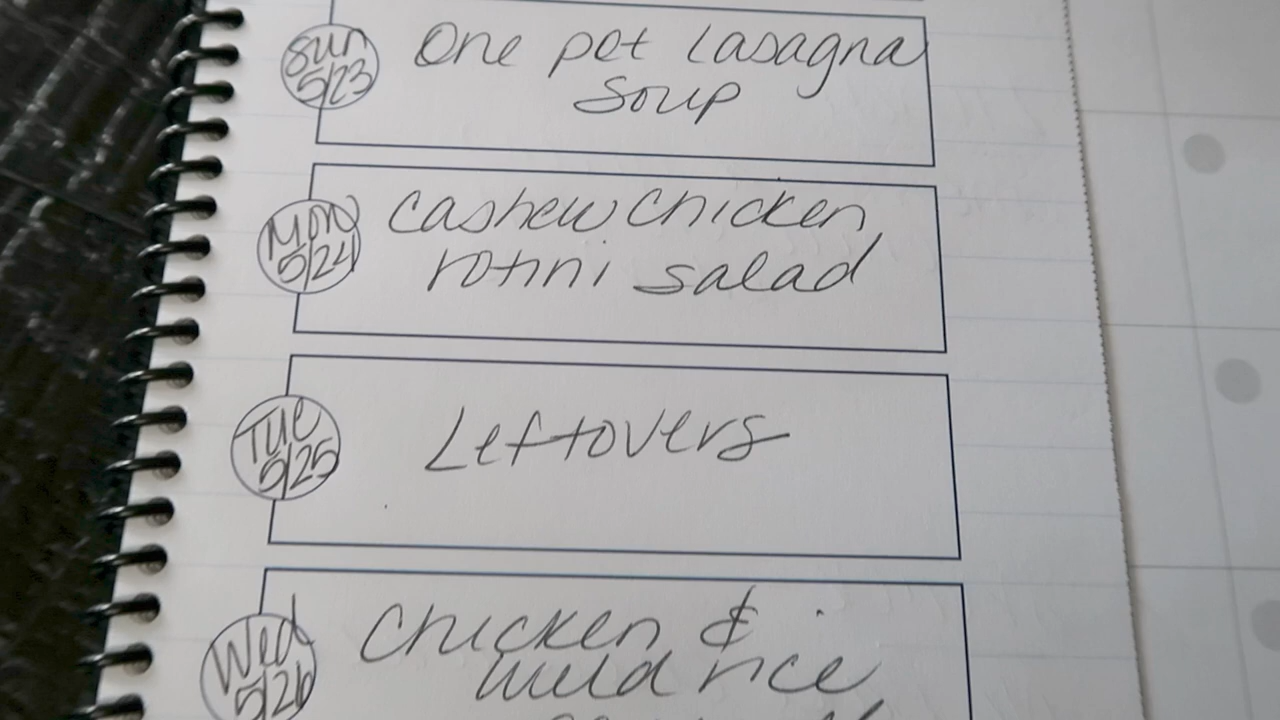 Sun
5/23
One pot lasagna
Soup
Mon
5/24
Cashew Chicken,
rotini salad
Tue
5/25
Leftovers
Wed
5/26
Chicken &
wild rice